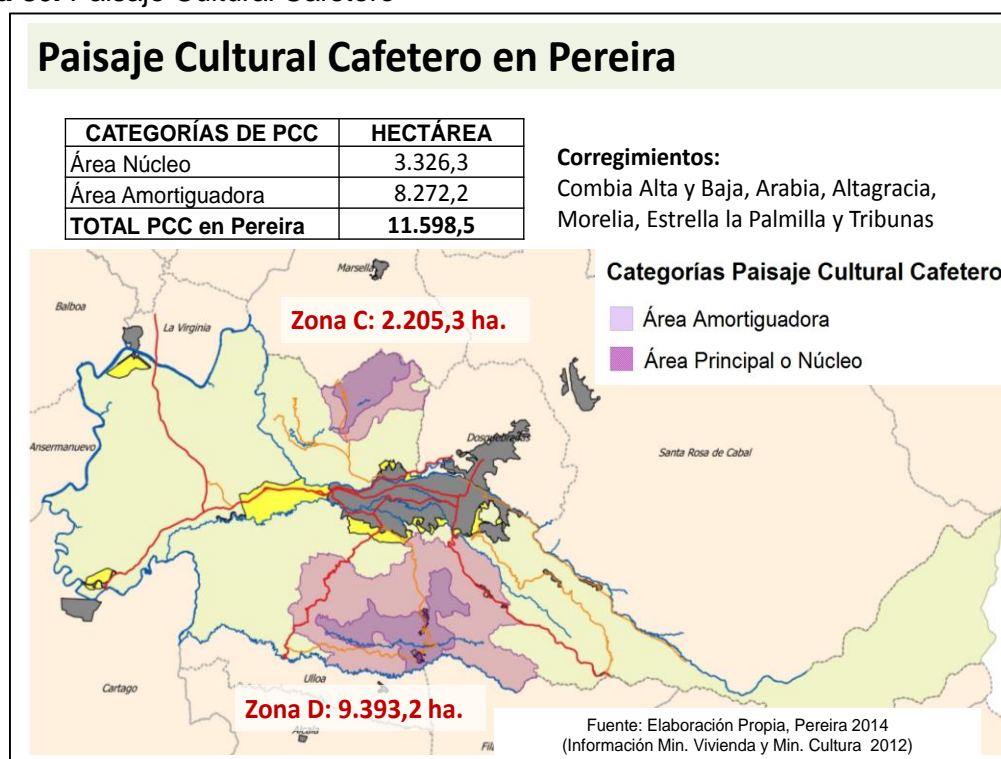 Paisaje Cultural Cafetero
Paisaje Cultural Cafetero en Pereira
CATEGORÍAS DE PCC HECTÁREA
Área Núcleo 3.326,3
Área Amortiguadora 8.272,2
TOTAL PCC en Pereira 11.598,5
Corregimientos:
Combia Alta y Baja, Arabia, Altagracia,
Morelia, Estrella la Palmilla y Tribunas
Categorías Paisaje Cultural Cafetero
Área Amortiguadora
Área Principal o Núcleo
Marsella
Balboa
La Virginia
Zona C: 2.205,3 ha.
Ansermanuevo
Dosquebradas
Santa Rosa de Cabal
Cartago
Ulloa
Zona D: 9.393,2 ha.
Alcalá
Fuente: Elaboración Propia, Pereira 2014
(Información Min. Vivienda y Min. Cultura 2012)